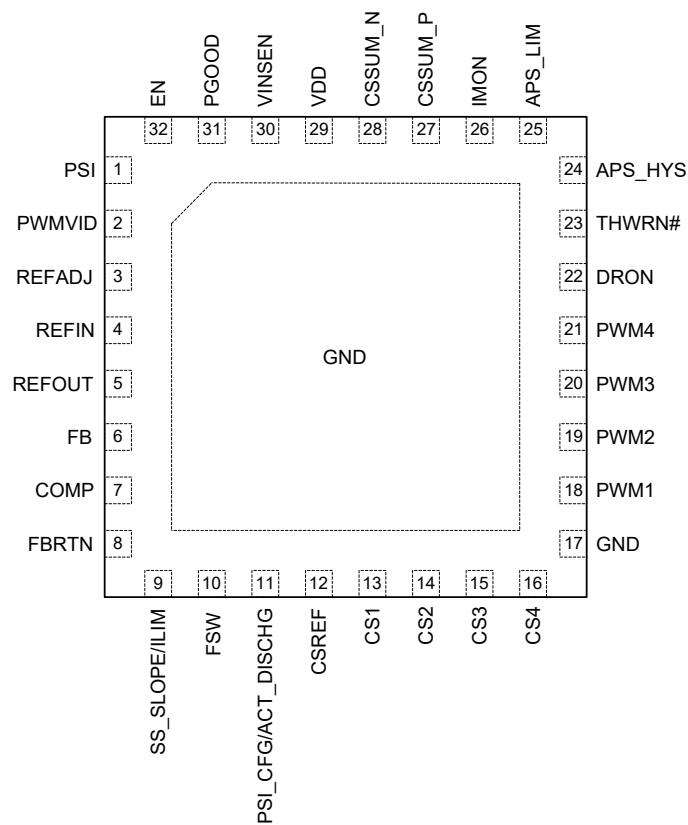 EN
PGOOD
VINSEN
VDD
CSSUM_N
CSSUM_P
IMON
APS_LIM
32 31 30 29 28 27 26 25
PSI 1
PWMVID 2
REFADJ 3
REFIN 4
REFOUT 5
FB 6
COMP 7
FBRTN 8
GND
24 APS_HYS
23 THWRN#
22 DRON
21 PWM4
20 PWM3
19 PWM2
18 PWM1
17 GND
9 10 11 12 13 14 15 16
SS_SLOPE/ILIM
FSW
PSI_CFG/ACT_DISCHG
CSREF
CS1
CS2
CS3
CS4